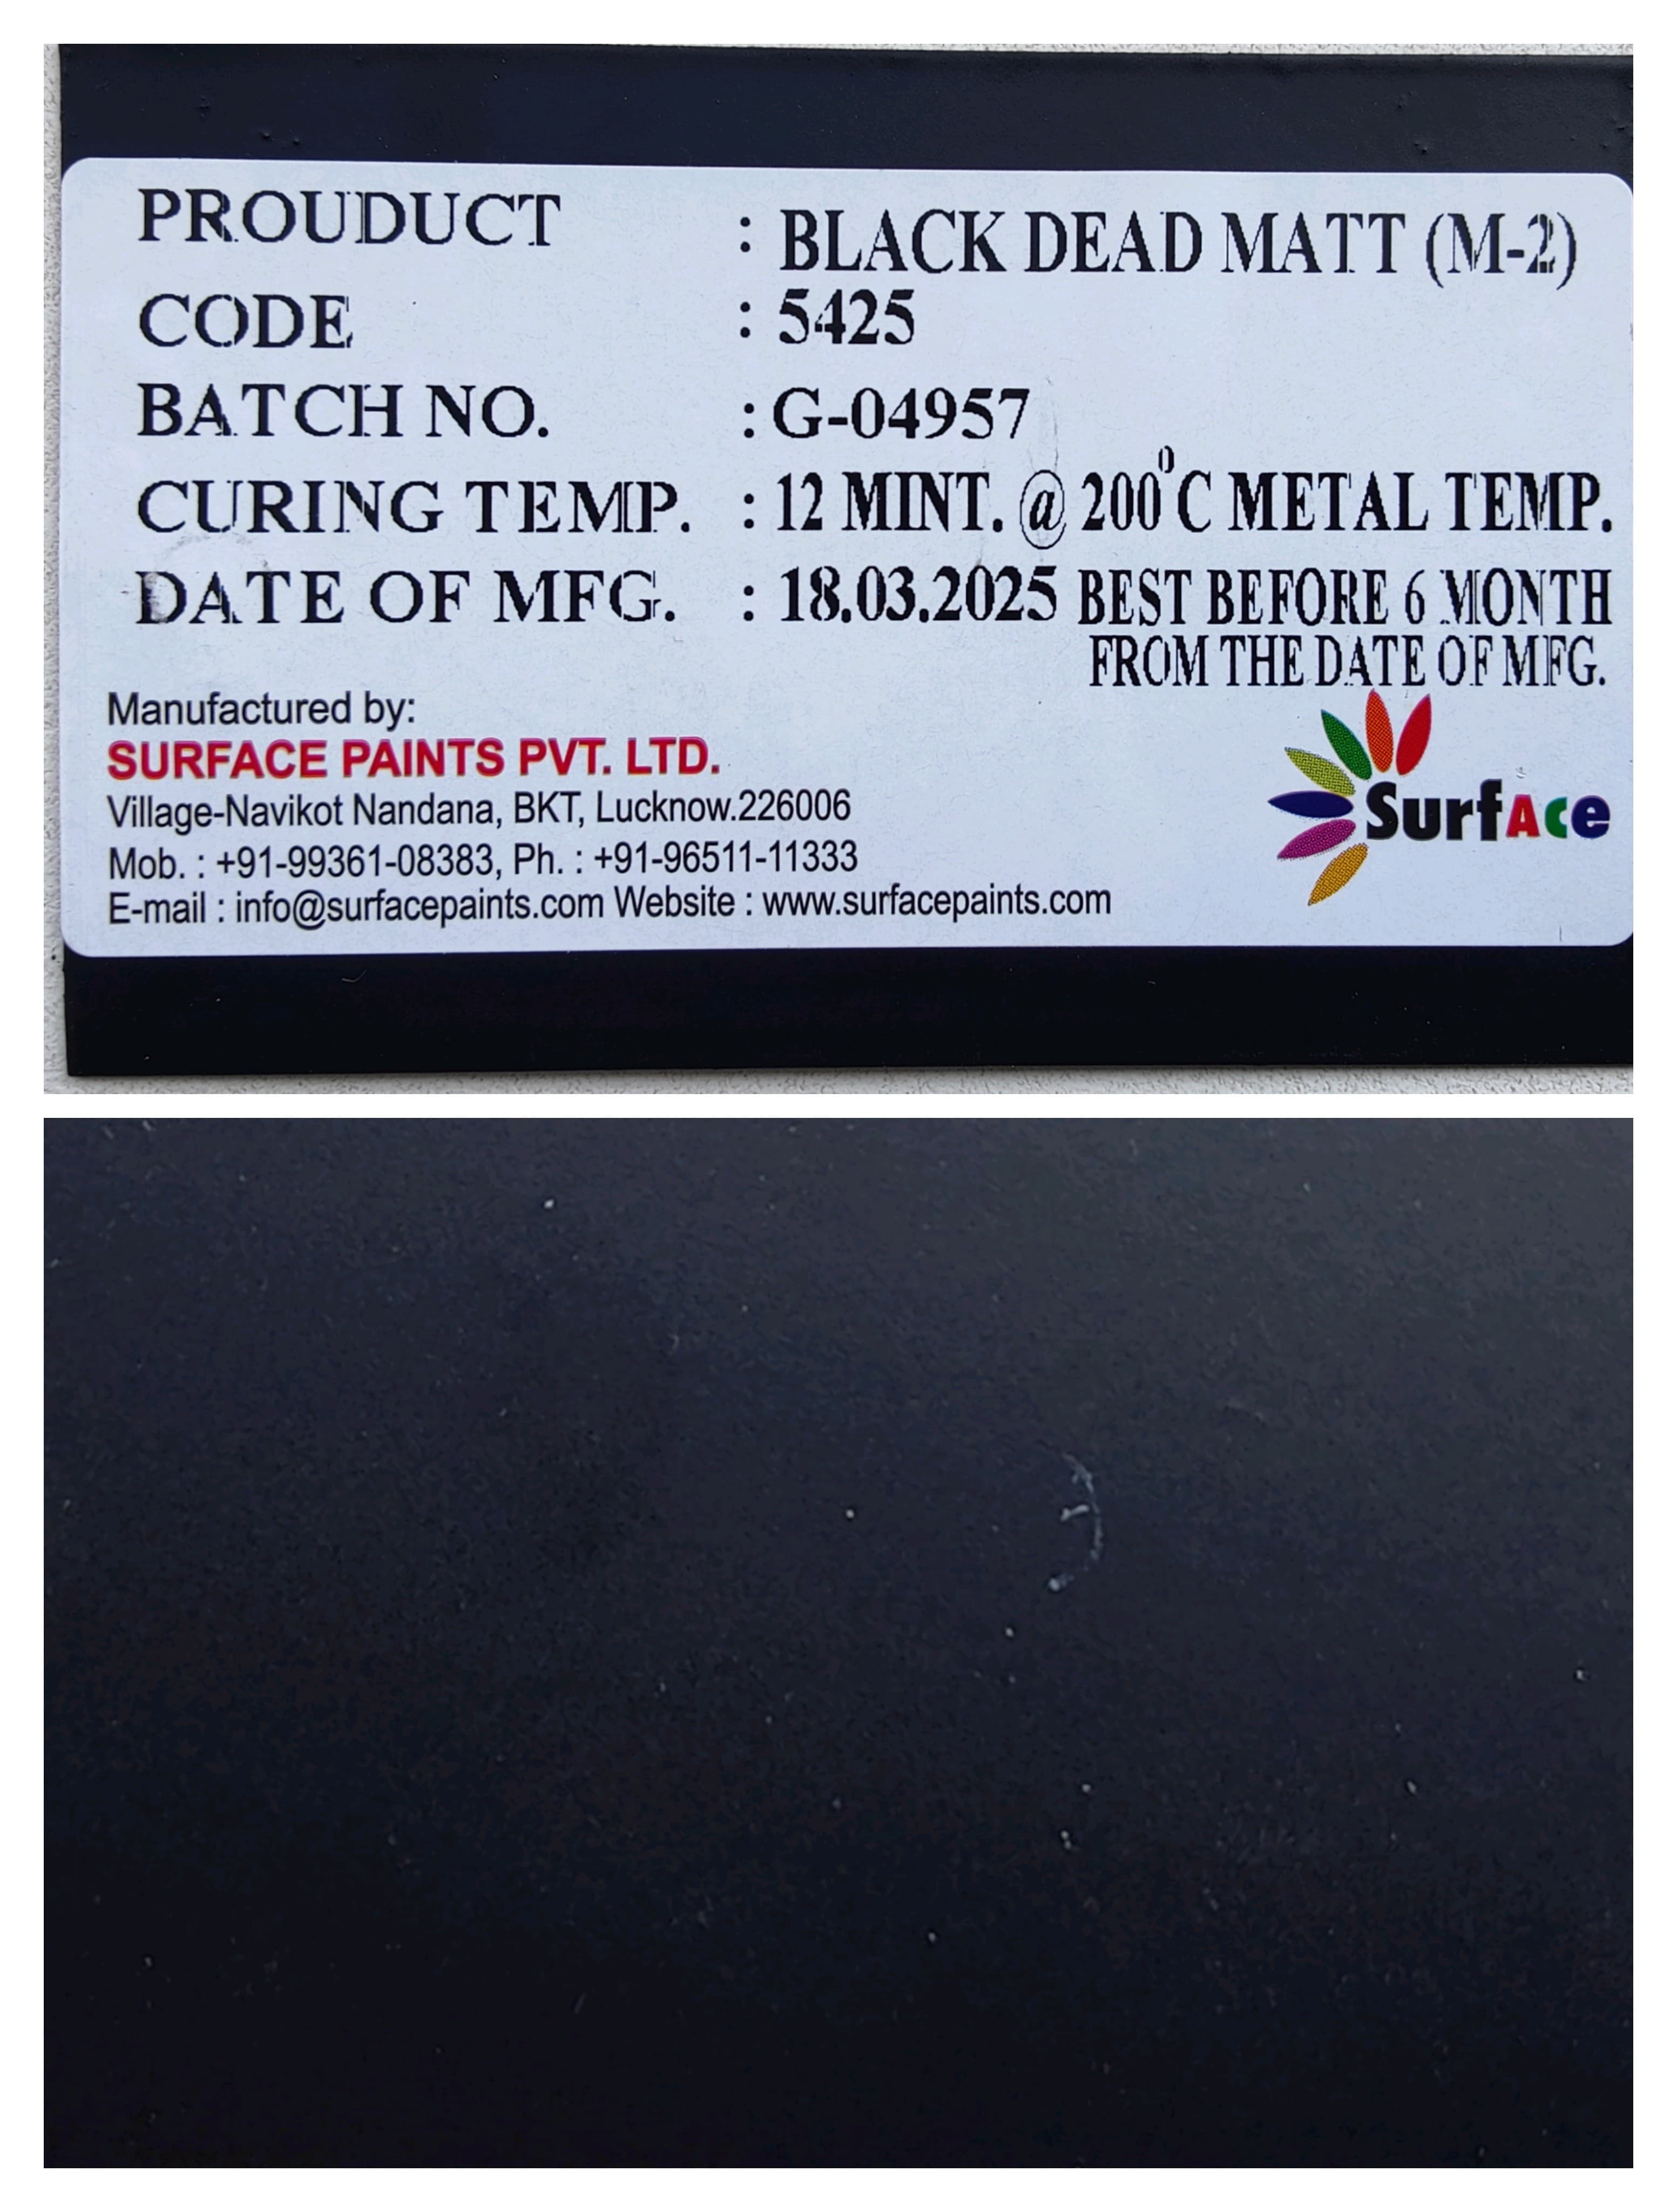 PROUDUCT : BLACK DEAD MATT (M-2)
CODE : 5425
BATCH NO. : G-04957
CURING TEMP. : 12 MINT. @ 200⁰C METAL TEMP.
DATE OF MFG. : 18.03.2025 BEST BEFORE 6 MONTH
FROM THE DATE OF MFG.
Manufactured by:
SURFACE PAINTS PVT. LTD.
Village-Navikot Nandana, BKT, Lucknow.226006
Mob. : +91-99361-08383, Ph. : +91-96511-11333
E-mail : info@surfacepaints.com Website : www.surfacepaints.com
SurfAce